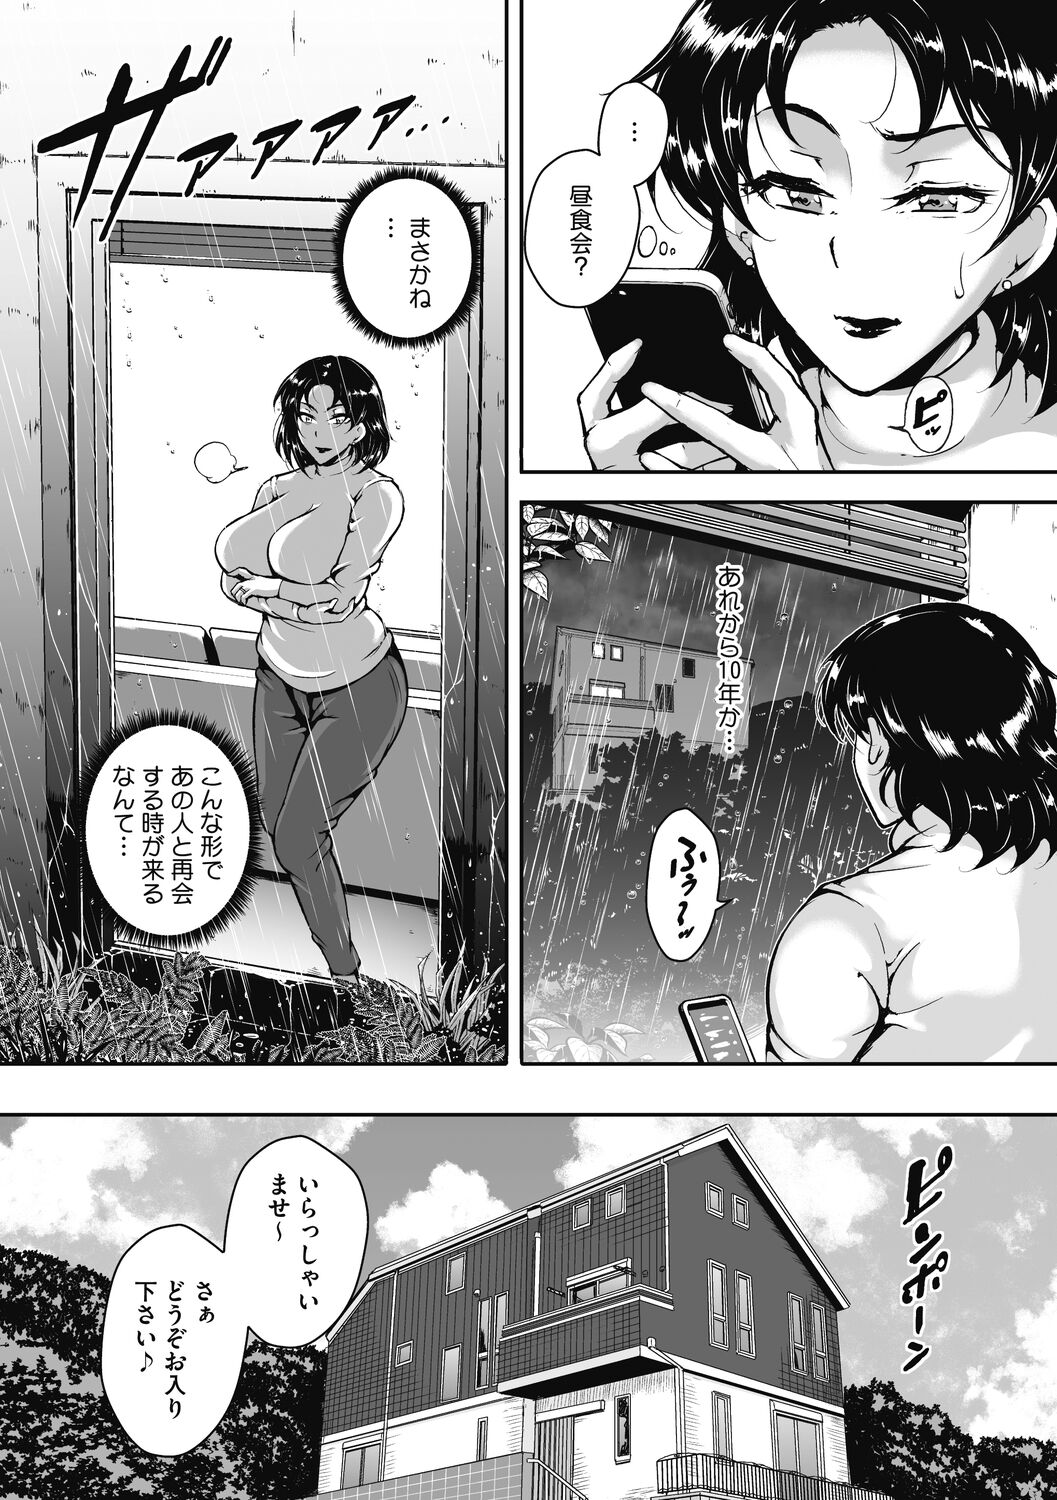 …
昼食会？
ピッ
あれから10年か…
ふぅ～
ザァァァァ…
まさかね
…
こんな形で
あの人と再会
する時が来る
なんて…
ピンポーン
いらっしゃい
ませ～
さぁ
どうぞお入り
下さい♪